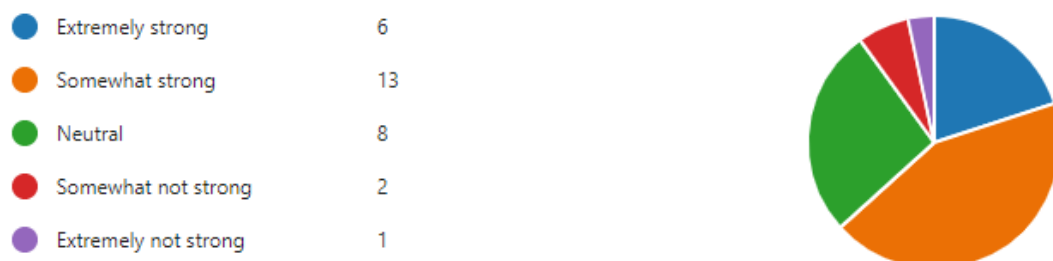 Extremely strong 6
Somewhat strong 13
Neutral 8
Somewhat not strong 2
Extremely not strong 1